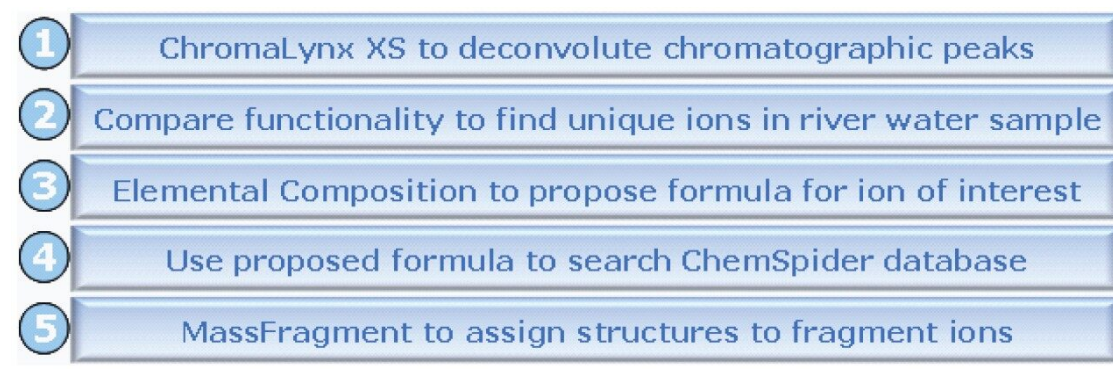 1 ChromaLynx XS to deconvolute chromatographic peaks
2 Compare functionality to find unique ions in river water sample
3 Elemental Composition to propose formula for ion of interest
4 Use proposed formula to search ChemSpider database
5 MassFragment to assign structures to fragment ions